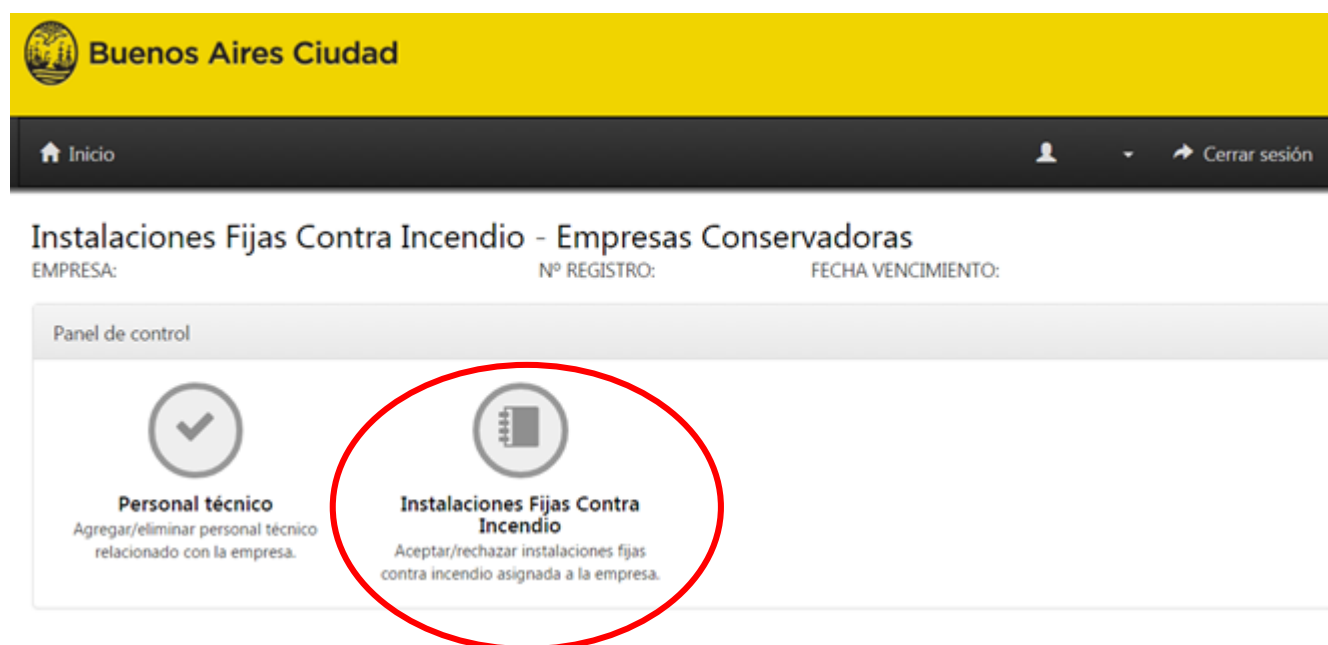 Buenos Aires Ciudad
Inicio
Cerrar sesión
Instalaciones Fijas Contra Incendio - Empresas Conservadoras
EMPRESA: Nº REGISTRO: FECHA VENCIMIENTO:
Panel de control
Personal técnico
Agregar/eliminar personal técnico
relacionado con la empresa.
Instalaciones Fijas Contra
Incendio
Aceptar/rechazar instalaciones fijas
contra incendio asignada a la empresa.